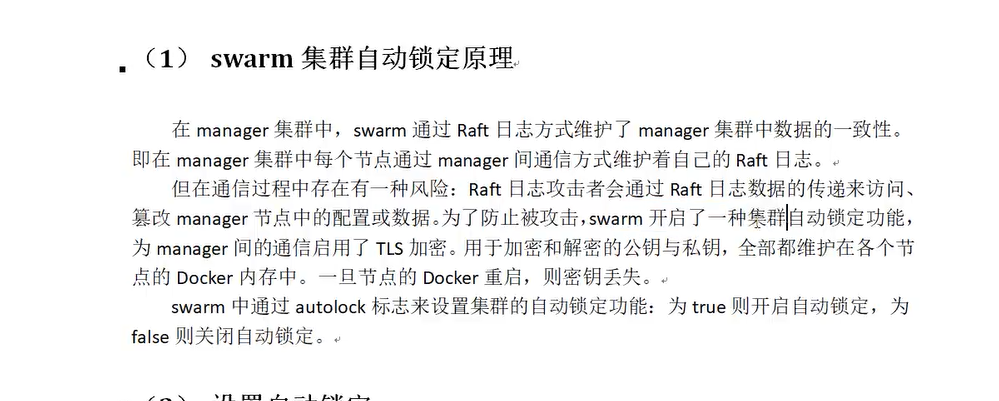 （1） swarm 集群自动锁定原理
在 manager 集群中，swarm 通过 Raft 日志方式维护了 manager 集群中数据的一致性。
即在 manager 集群中每个节点通过 manager 间通信方式维护着自己的 Raft 日志。
但在通信过程中存在有一种风险：Raft 日志攻击者会通过 Raft 日志数据的传递来访问、
篡改 manager 节点中的配置或数据。为了防止被攻击，swarm 开启了一种集群自动锁定功能，
为 manager 间的通信启用了 TLS 加密。用于加密和解密的公钥与私钥，全部都维护在各个节
点的 Docker 内存中。一旦节点的 Docker 重启，则密钥丢失。
swarm 中通过 autolock 标志来设置集群的自动锁定功能：为 true 则开启自动锁定，为
false 则关闭自动锁定。